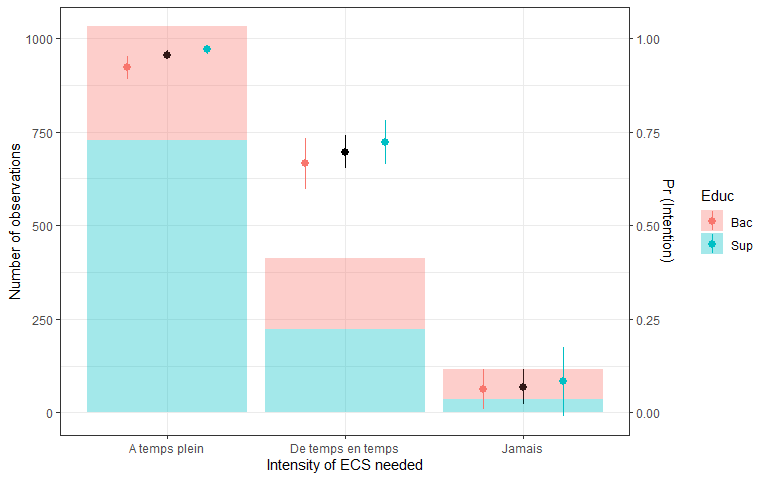 Number of observations
1000
750
500
250
0
1.00
0.75
0.50
0.25
0.00
Pr (Intention)
A temps plein
De temps en temps
Jamais
Intensity of ECS needed
Educ
Bac
Sup